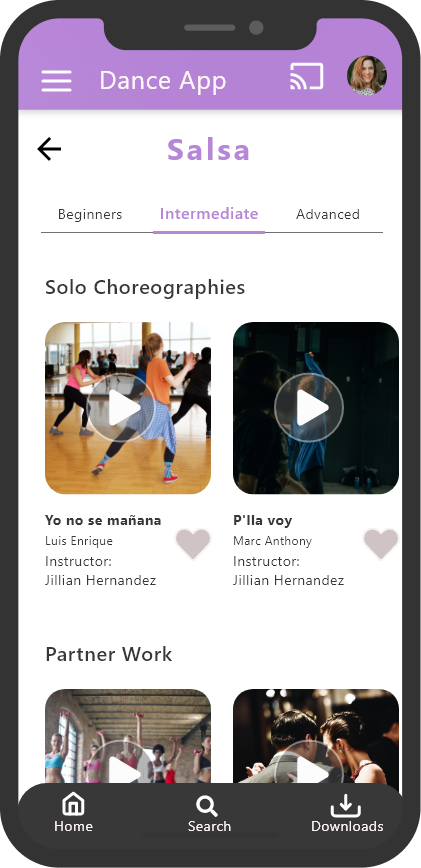 Dance App
Salsa
Beginners Intermediate Advanced
Solo Choreographies
Yo no se mañana
Luis Enrique
Instructor:
Jillian Hernandez
P'lla voy
Marc Anthony
Instructor:
Jillian Hernandez
Partner Work
Home Search Downloads